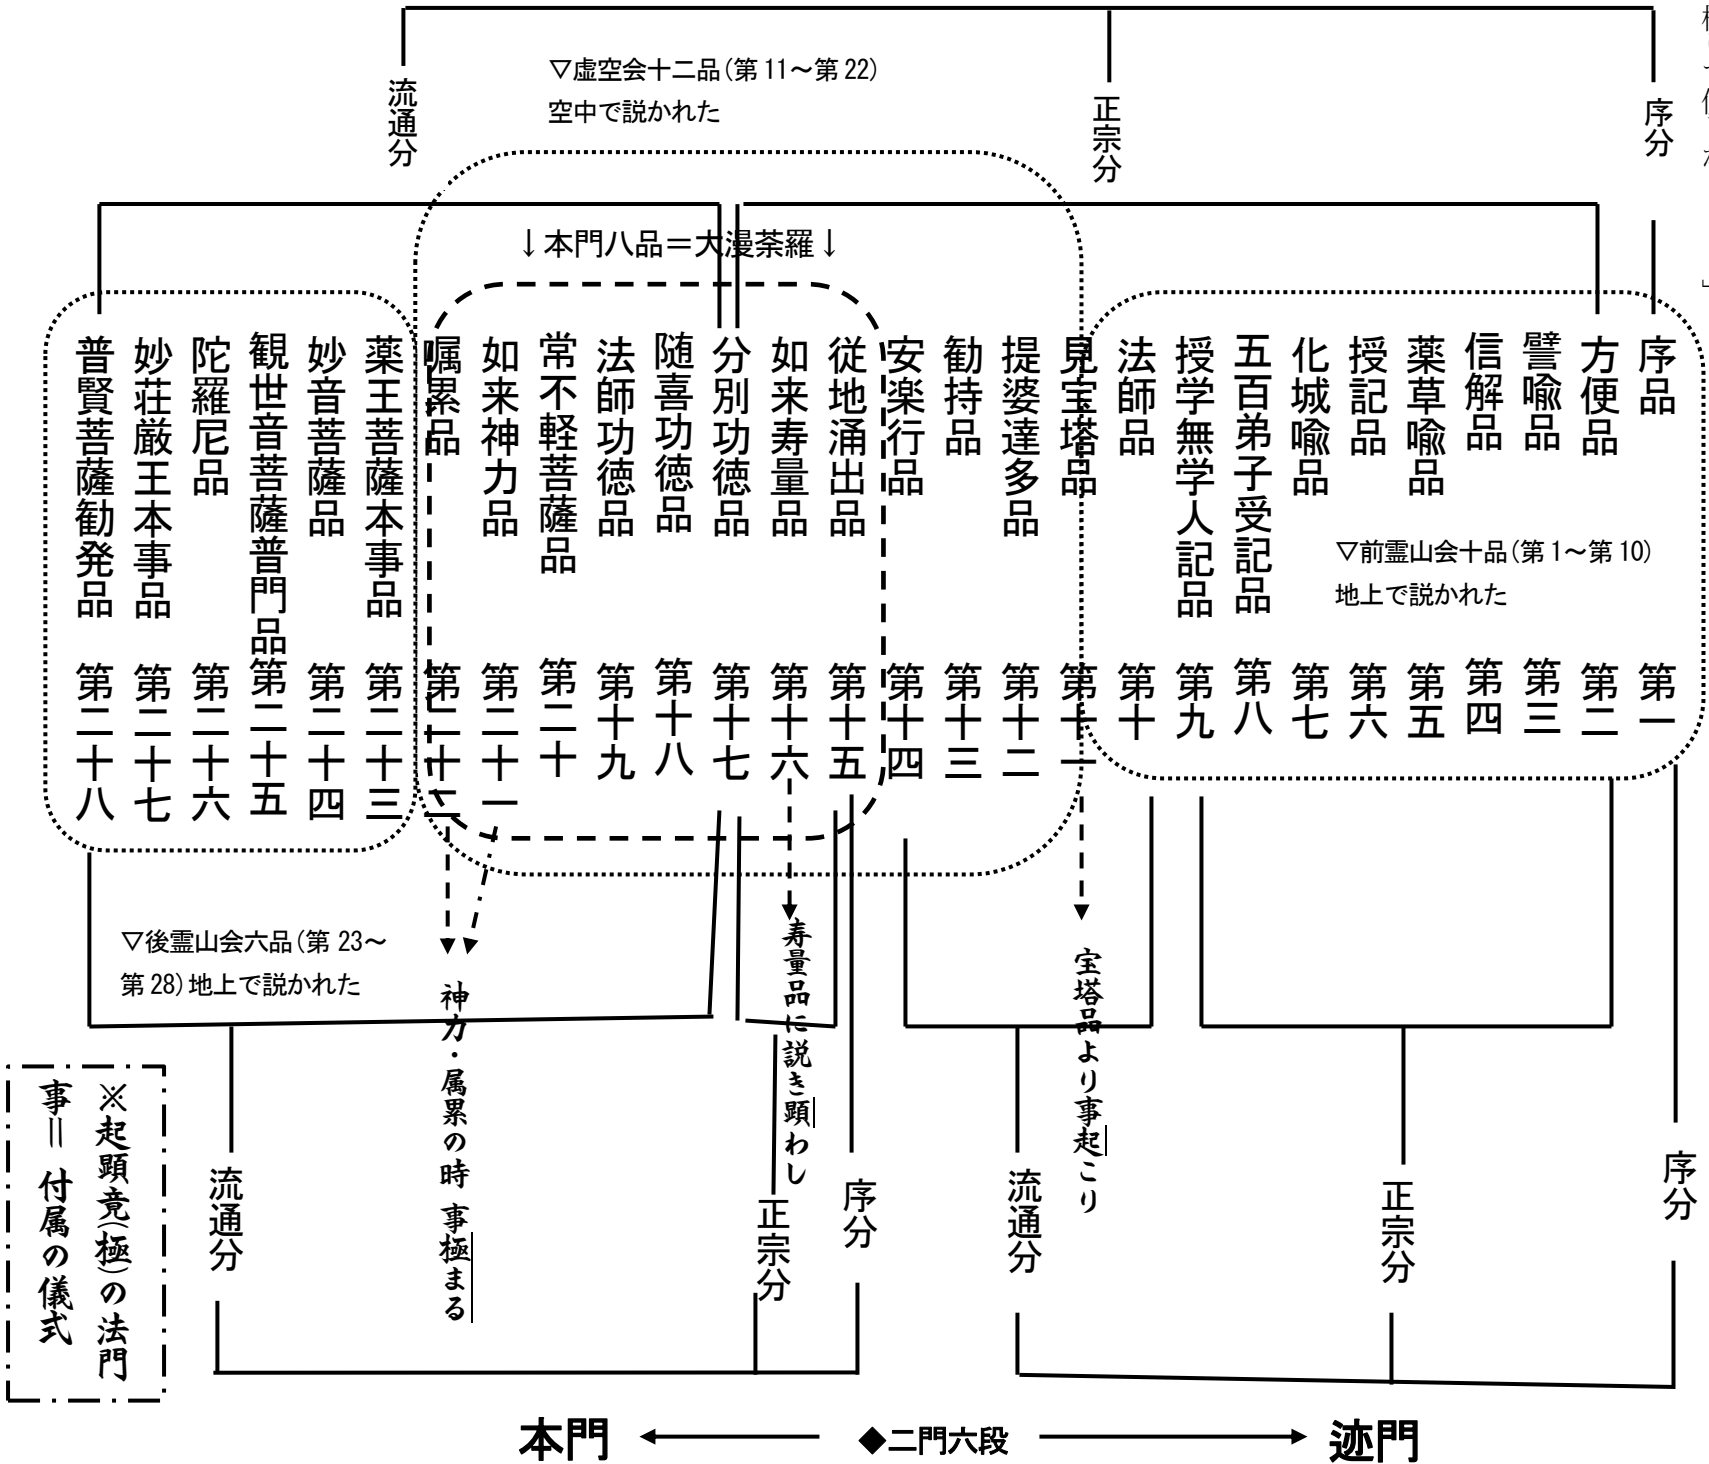 序分
正宗分
流通分
▽虚空会十二品(第11～第22)
空中で説かれた
↓本門八品＝大漫荼羅↓
序品 第一
方便品 第二
譬喩品 第三
信解品 第四
薬草喩品 第五
授記品 第六
化城喩品 第七
五百弟子受記品 第八
授学無学人記品 第九
法師品 第十
見宝塔品 第十一
提婆達多品 第十二
勧持品 第十三
安楽行品 第十四
従地涌出品 第十五
如来寿量品 第十六
分別功徳品 第十七
随喜功徳品 第十八
法師功徳品 第十九
常不軽菩薩品 第二十
如来神力品 第二十一
嘱累品 第二十二
薬王菩薩本事品 第二十三
妙音菩薩品 第二十四
観世音菩薩普門品 第二十五
陀羅尼品 第二十六
妙荘厳王本事品 第二十七
普賢菩薩勧発品 第二十八
▽前霊山会十品(第1～第10)
地上で説かれた
▽後霊山会六品(第23～
第28)地上で説かれた
宝塔品より事起こり
寿量品に説き顕わし
神力・属累の時 事極まる
序分
正宗分
流通分
序分
正宗分
流通分
※起顕竟(極)の法門
事＝ 付属の儀式
本門
◆二門六段
迹門